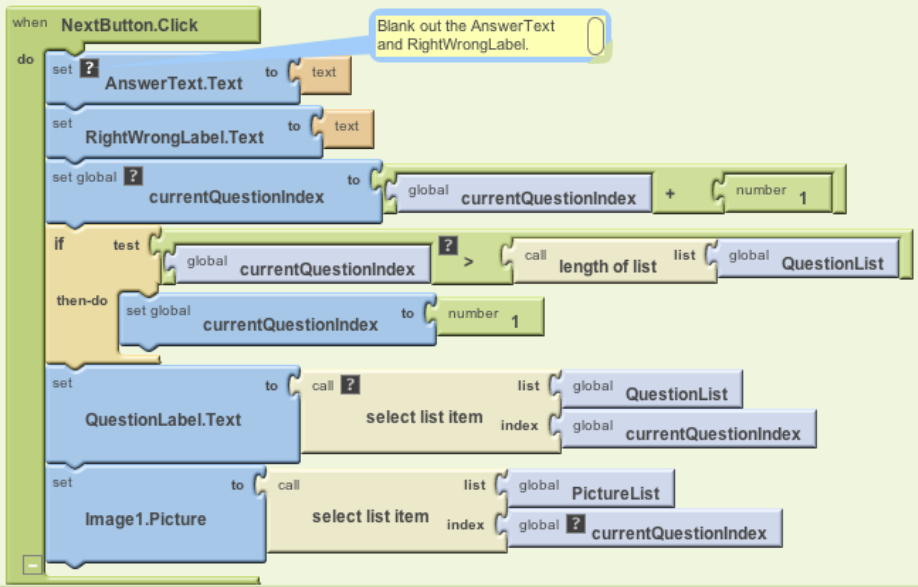 when NextButton.Click
Blank out the AnswerText
and RightWrongLabel.
do
set ? AnswerText.Text to text
set RightWrongLabel.Text to text
set global ? currentQuestionIndex to global currentQuestionIndex + number 1
if test global currentQuestionIndex ? > call length of list list global QuestionList
then-do set global currentQuestionIndex to number 1
set QuestionLabel.Text to call ? select list item list global QuestionList
index global currentQuestionIndex
set Image1.Picture to call select list item list global PictureList
index global ? currentQuestionIndex